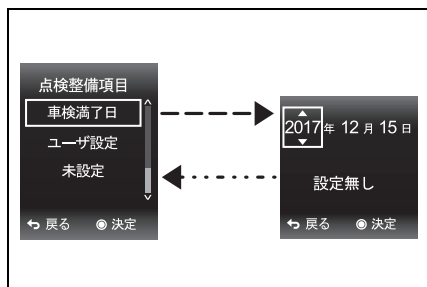 点検整備項目
車検満了日
ユーザ設定
未設定
戻る ◉ 決定
2017年 12月 15日
設定無し
戻る ◉ 決定